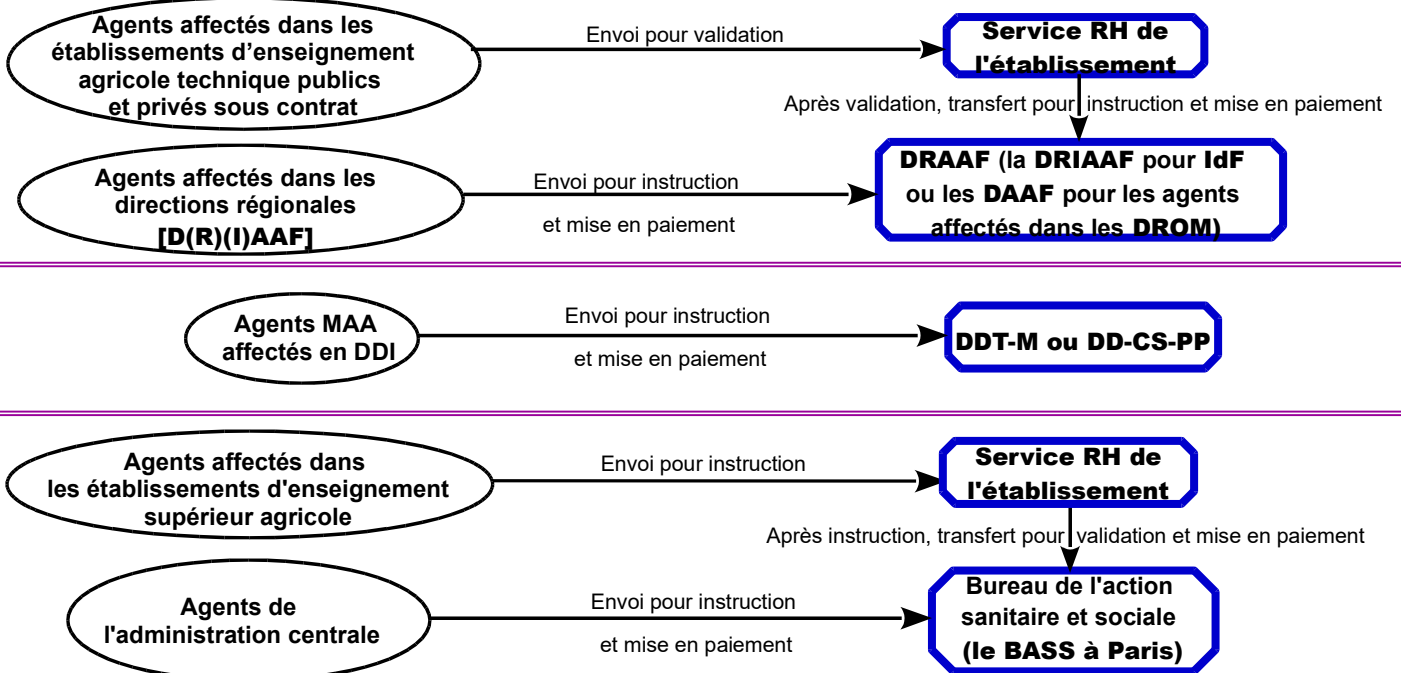 Agents affectés dans les
établissements d’enseignement
agricole technique publics
et privés sous contrat
Envoi pour validation
Service RH de
l'établissement
Après validation, transfert pour instruction et mise en paiement
Agents affectés dans les
directions régionales
[D(R)(I)AAF]
Envoi pour instruction
et mise en paiement
DRAAF (la DRIAAF pour IdF
ou les DAAF pour les agents
affectés dans les DROM)
Agents MAA
affectés en DDI
Envoi pour instruction
et mise en paiement
DDT-M ou DD-CS-PP
Agents affectés dans
les établissements d'enseignement
supérieur agricole
Envoi pour instruction
Service RH de
l'établissement
Après instruction, transfert pour validation et mise en paiement
Agents de
l'administration centrale
Envoi pour instruction
et mise en paiement
Bureau de l'action
sanitaire et sociale
(le BASS à Paris)